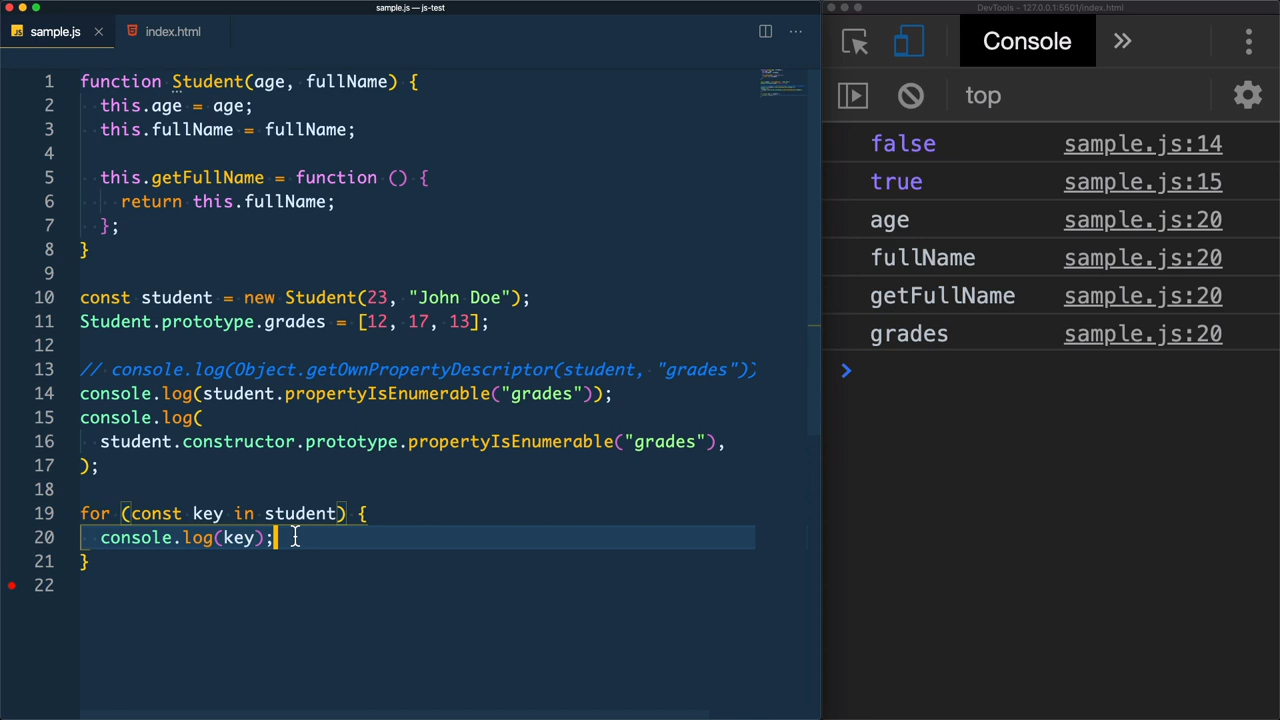 sample.js — js-test
JS sample.js ×
index.html
1 function Student(age, fullName) {
2 this.age = age;
3 this.fullName = fullName;
4
5 this.getFullName = function () {
6 return this.fullName;
7 };
8 }
9
10 const student = new Student(23, "John Doe");
11 Student.prototype.grades = [12, 17, 13];
12
13 // console.log(Object.getOwnPropertyDescriptor(student, "grades"))
14 console.log(student.propertyIsEnumerable("grades"));
15 console.log(
16 student.constructor.prototype.propertyIsEnumerable("grades"),
17 );
18
19 for (const key in student) {
20 console.log(key);
21 }
22
DevTools - 127.0.0.1:5501/index.html
Console
top
false sample.js:14
true sample.js:15
age sample.js:20
fullName sample.js:20
getFullName sample.js:20
grades sample.js:20